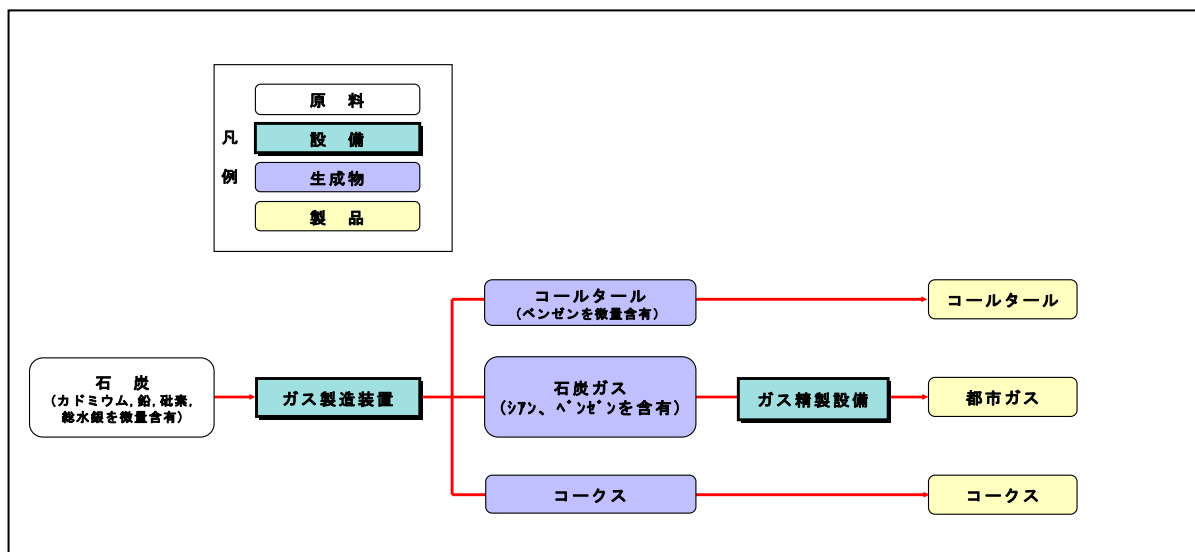 原　料
凡
設　備
例
生成物
製　品
コールタール
(ベンゼンを微量含有)
コールタール
石　炭
(カドミウム,鉛,砒素,
総水銀を微量含有)
ガス製造装置
石炭ガス
(ｼｱﾝ、ﾍﾞﾝｾﾞﾝを含有)
ガス精製設備
都市ガス
コークス
コークス